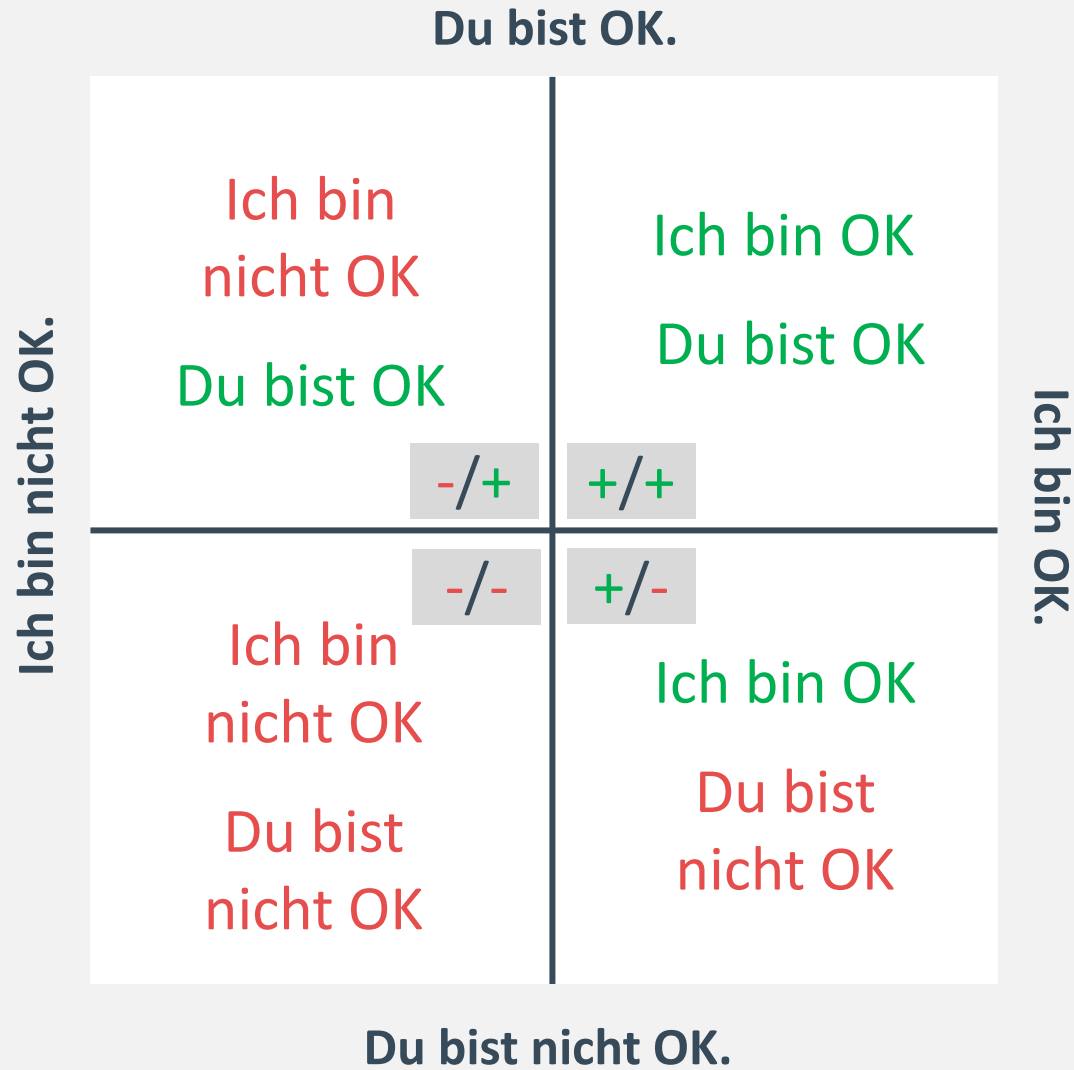 Du bist OK.
Ich bin nicht OK.
Ich bin
nicht OK
Du bist OK
-/+
Ich bin OK
Du bist OK
+/+
Ich bin OK.
-/-
Ich bin
nicht OK
Du bist
nicht OK
+/-
Ich bin OK
Du bist
nicht OK
Du bist nicht OK.